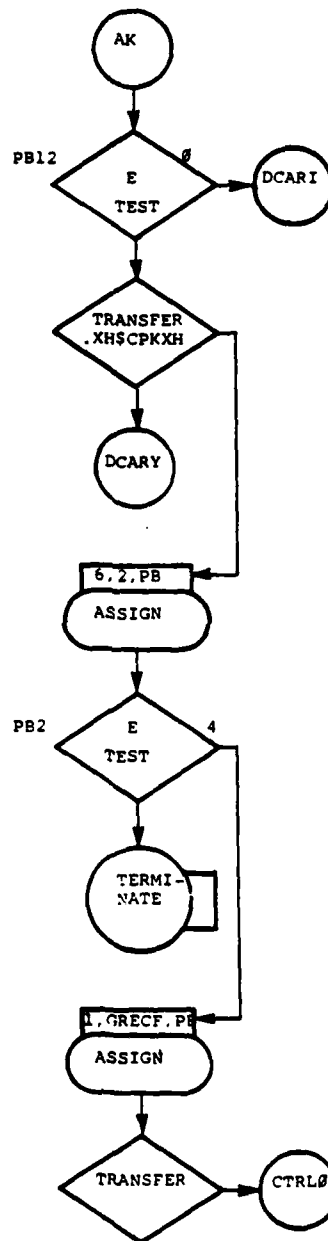 AK
PB12
Ø
E
TEST
DCARI
TRANSFER
.XH$CPKXH
DCARY
6,2,PB
ASSIGN
PB2
E
4
TEST
TERMI-
NATE
1,GRECF,PB
ASSIGN
TRANSFER
CTRLØ